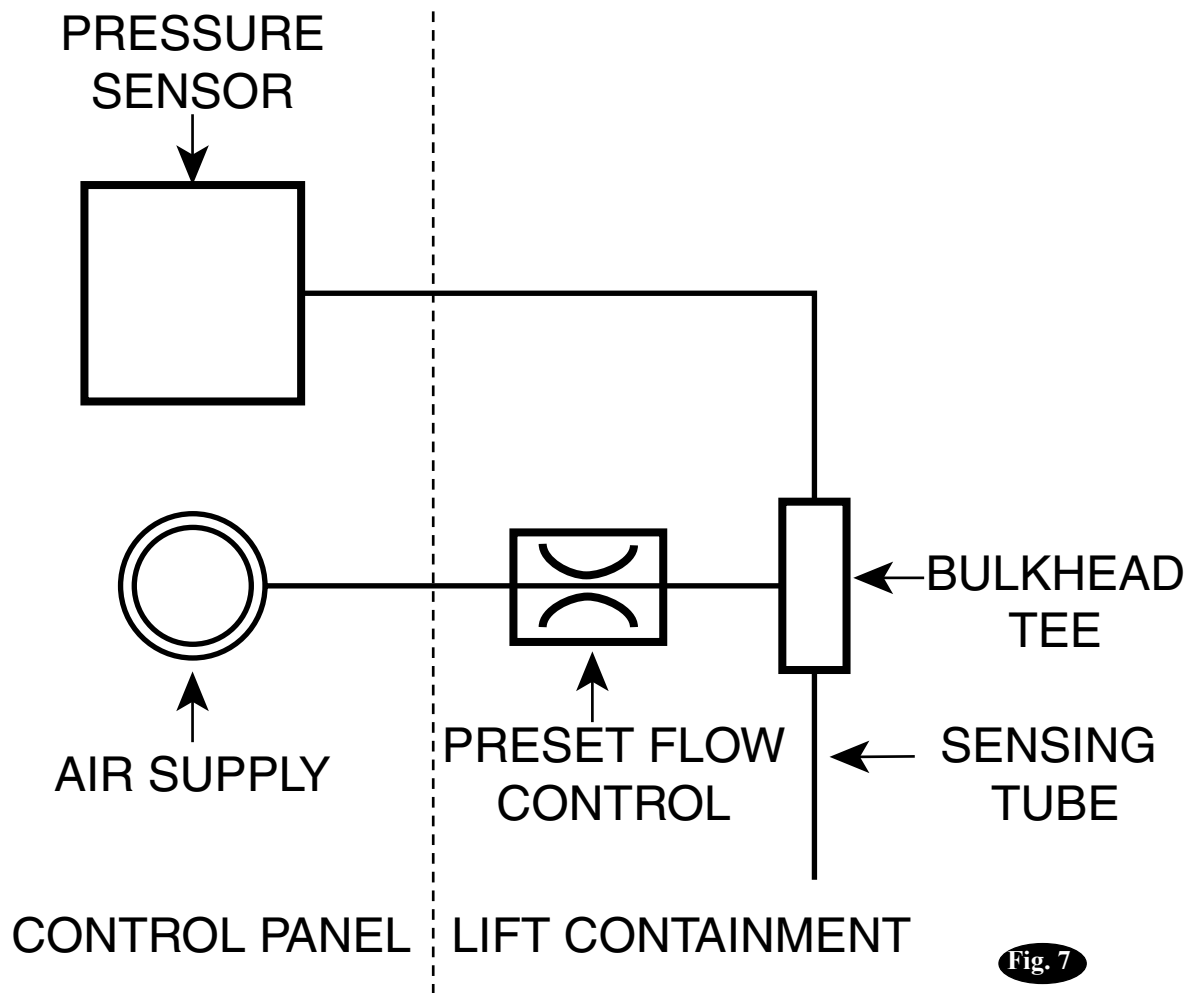 PRESSURE
SENSOR
BULKHEAD
TEE
PRESET FLOW
CONTROL
SENSING
TUBE
AIR SUPPLY
CONTROL PANEL
LIFT CONTAINMENT
Fig. 7